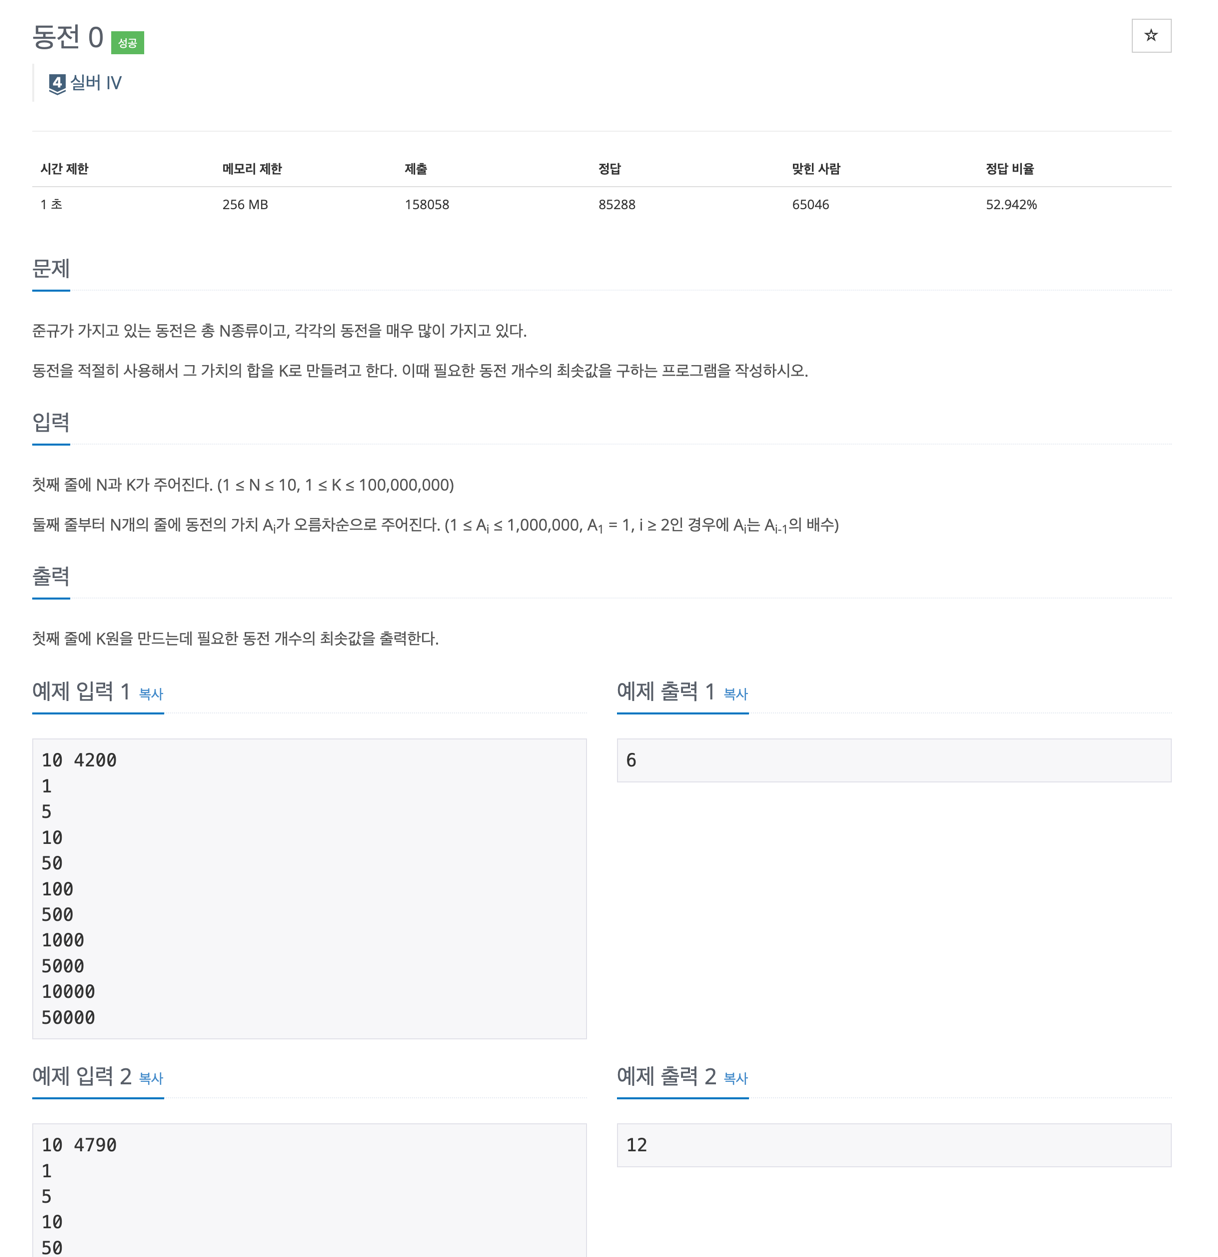 동전 0 성공
☆
4 실버 IV
시간 제한 메모리 제한 제출 정답 맞힌 사람 정답 비율
1 초 256 MB 158058 85288 65046 52.942%
문제
준규가 가지고 있는 동전은 총 N종류이고, 각각의 동전을 매우 많이 가지고 있다.
동전을 적절히 사용해서 그 가치의 합을 K로 만들려고 한다. 이때 필요한 동전 개수의 최솟값을 구하는 프로그램을 작성하시오.
입력
첫째 줄에 N과 K가 주어진다. (1 ≤ N ≤ 10, 1 ≤ K ≤ 100,000,000)
둘째 줄부터 N개의 줄에 동전의 가치 Ai가 오름차순으로 주어진다. (1 ≤ Ai ≤ 1,000,000, A1 = 1, i ≥ 2인 경우에 Ai는 Ai-1의 배수)
출력
첫째 줄에 K원을 만드는데 필요한 동전 개수의 최솟값을 출력한다.
예제 입력 1 복사
10 4200
1
5
10
50
100
500
1000
5000
10000
50000
예제 출력 1 복사
6
예제 입력 2 복사
10 4790
1
5
10
50
예제 출력 2 복사
12